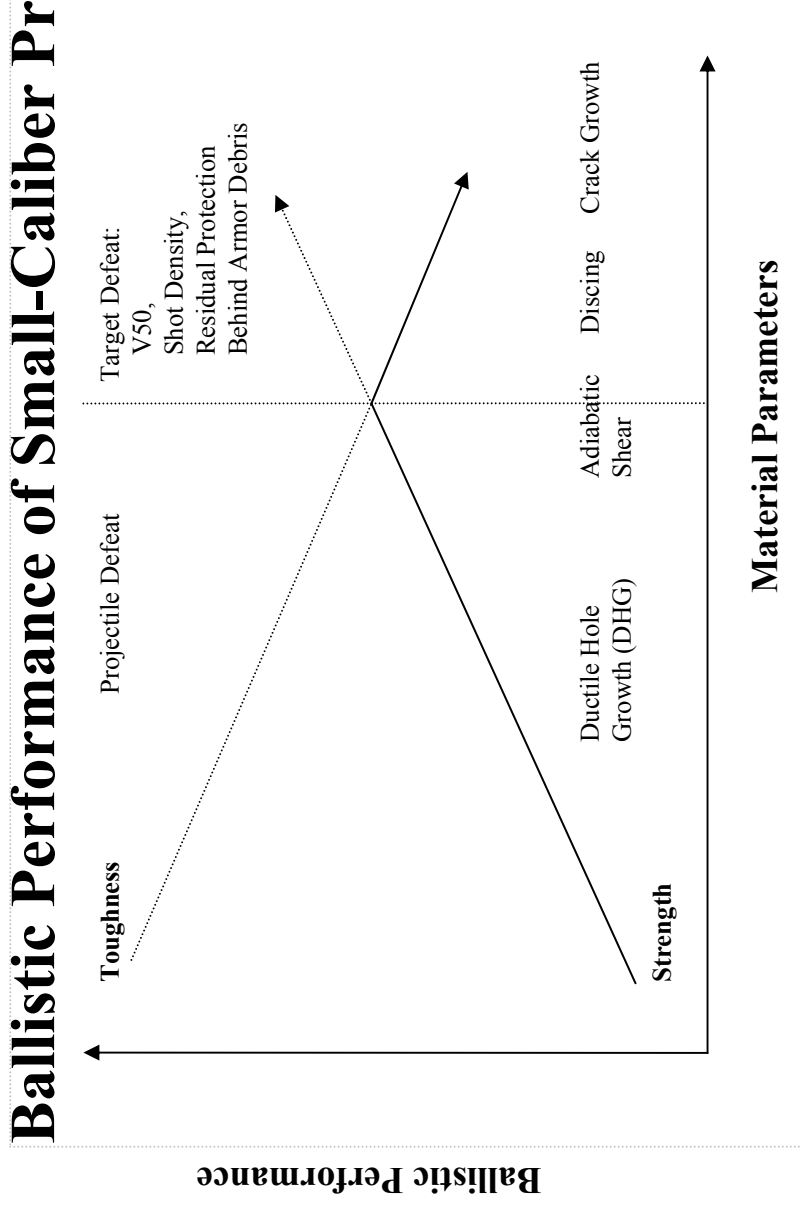 Ballistic Performance of Small-Caliber Pr
Toughness
Projectile Defeat
Target Defeat:
V50,
Shot Density,
Residual Protection
Behind Armor Debris
Strength
Ductile Hole
Growth (DHG)
Adiabatic
Shear
Discing
Crack Growth
Material Parameters
Ballistic Performance